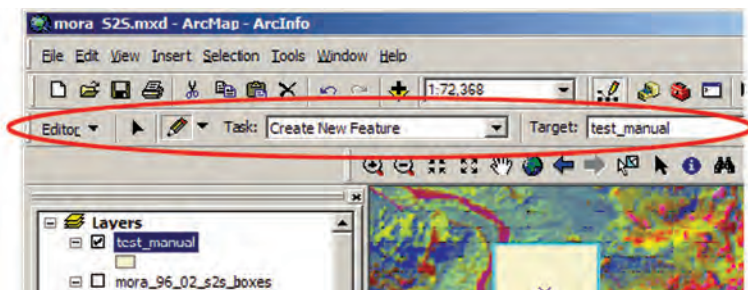 mora_S2S.mxd - ArcMap - ArcInfo
File Edit View Insert Selection Tools Window Help
1:72,368
Editor Task: Create New Feature Target: test_manual
Layers
test_manual
mora_96_02_s2s_boxes